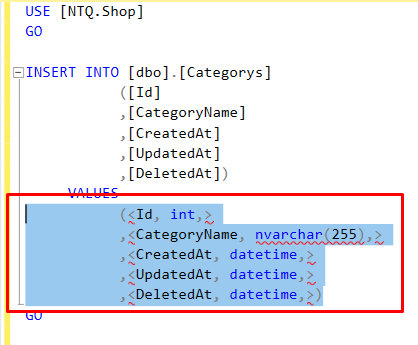 USE [NTQ.Shop]
GO
INSERT INTO [dbo].[Categorys]
([Id]
,[CategoryName]
,[CreatedAt]
,[UpdatedAt]
,[DeletedAt])
VALUES
(<Id, int,>
,<CategoryName, nvarchar(255),>
,<CreatedAt, datetime,>
,<UpdatedAt, datetime,>
,<DeletedAt, datetime,>)
GO